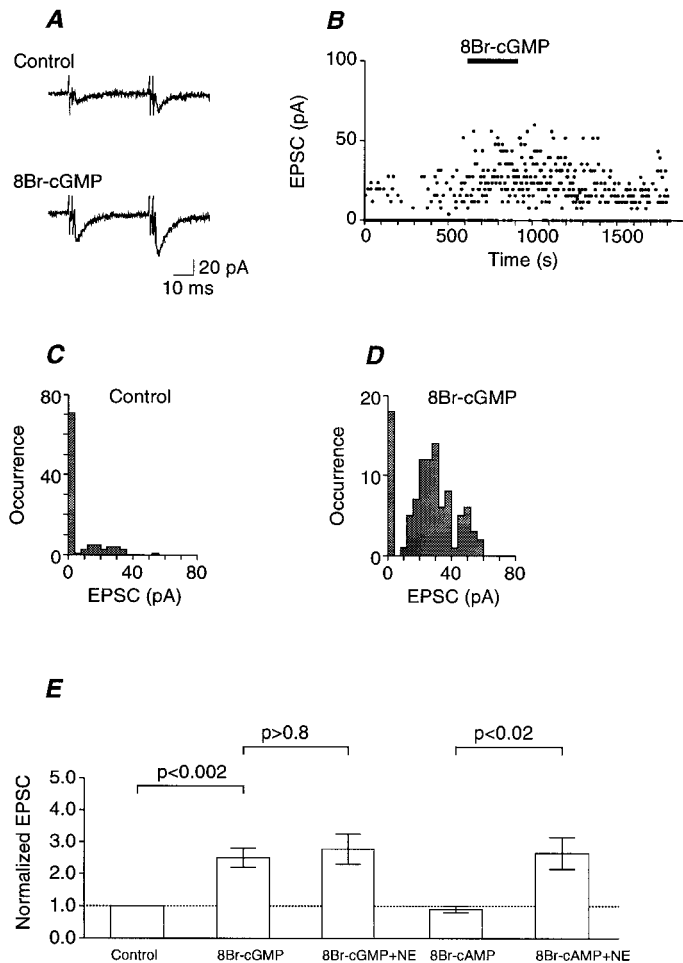 A
Control
8Br-cGMP
20 pA
10 ms
B
8Br-cGMP
EPSC (pA)
100
50
0
0 500 1000 1500
Time (s)
C
Control
Occurrence
80
40
0
0 40 80
EPSC (pA)
D
8Br-cGMP
Occurrence
20
10
0
0 40 80
EPSC (pA)
E
p>0.8
p<0.02
p<0.002
Normalized EPSC
5.0
4.0
3.0
2.0
1.0
0.0
Control 8Br-cGMP 8Br-cGMP+NE 8Br-cAMP 8Br-cAMP+NE